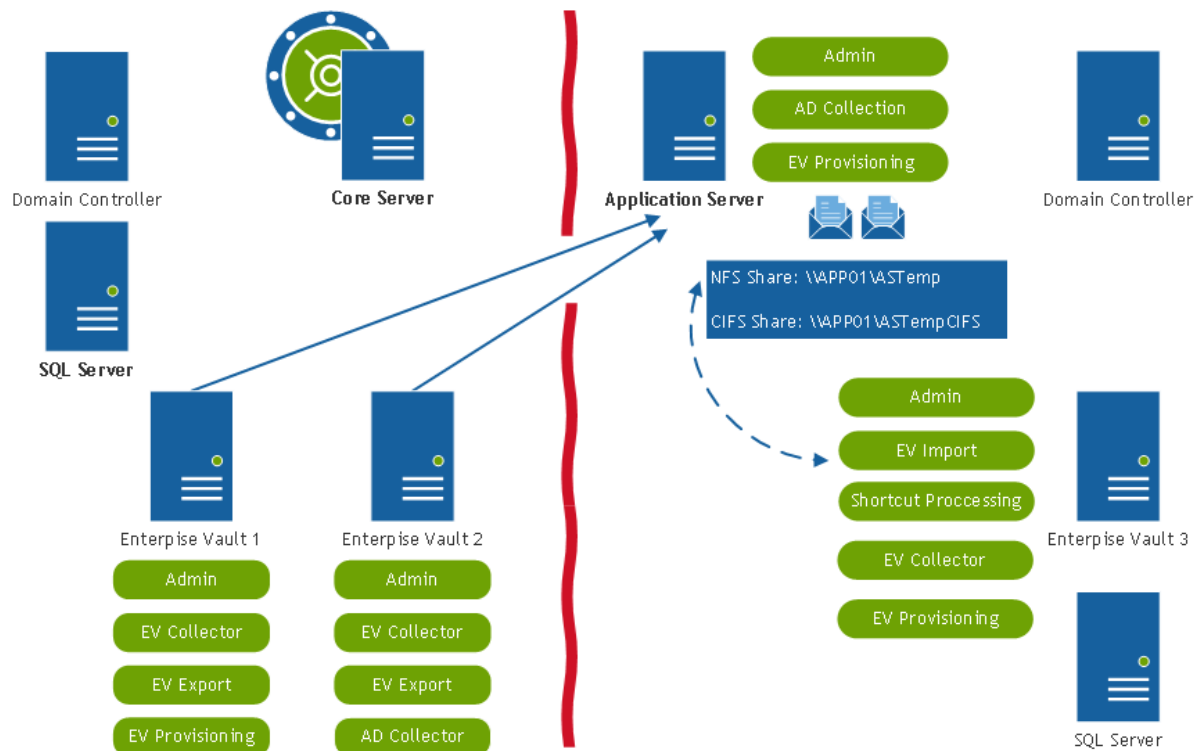 Domain Controller
Core Server
SQL Server
Enterpise Vault 1
Admin
EV Collector
EV Export
EV Provisioning
Enterpise Vault 2
Admin
EV Collector
EV Export
AD Collector
Application Server
Admin
AD Collection
EV Provisioning
Domain Controller
NFS Share: \\APP01\ASTemp
CIFS Share: \\APP01\ASTempCIFS
Admin
EV Import
Shortcut Proccessing
EV Collector
EV Provisioning
Enterpise Vault 3
SQL Server